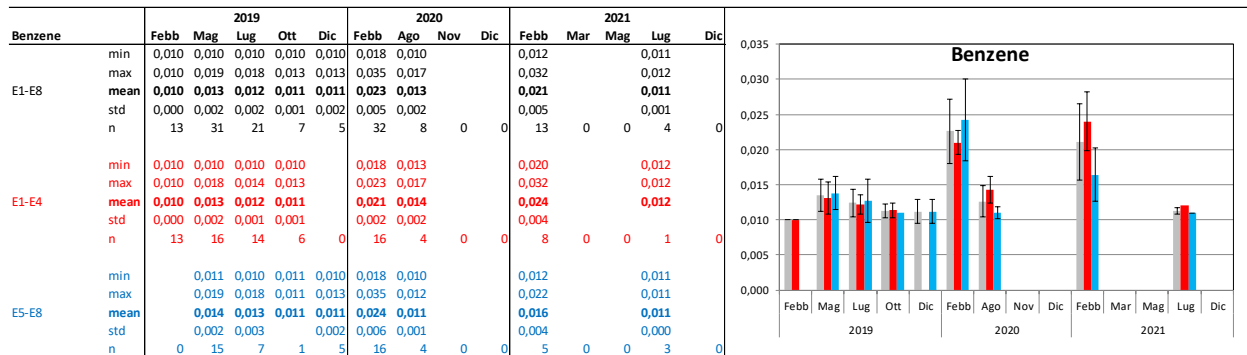 2019 2020 2021
Benzene Febb Mag Lug Ott Dic Febb Ago Nov Dic Febb Mar Mag Lug Dic
min 0,010 0,010 0,010 0,010 0,010 0,018 0,010 0,012 0,011
max 0,010 0,019 0,018 0,013 0,013 0,035 0,017 0,032 0,012
E1-E8 mean 0,010 0,013 0,012 0,011 0,011 0,023 0,013 0,021 0,011
std 0,000 0,002 0,002 0,001 0,002 0,005 0,002 0,005 0,001
n 13 31 21 7 5 32 8 0 0 13 0 0 4 0
min 0,010 0,010 0,010 0,010 0,018 0,013 0,020 0,012
max 0,010 0,018 0,014 0,013 0,023 0,017 0,032 0,012
E1-E4 mean 0,010 0,013 0,012 0,011 0,021 0,014 0,024 0,012
std 0,000 0,002 0,001 0,001 0,002 0,002 0,004
n 13 16 14 6 0 16 4 0 0 8 0 0 1 0
min 0,011 0,010 0,011 0,010 0,018 0,010 0,012 0,011
max 0,019 0,018 0,011 0,013 0,035 0,012 0,022 0,011
E5-E8 mean 0,014 0,013 0,011 0,011 0,024 0,011 0,016 0,011
std 0,002 0,003 0,002 0,006 0,001 0,004 0,000
n 0 15 7 1 5 16 4 0 0 5 0 0 3 0
Benzene
0,035
0,030
0,025
0,020
0,015
0,010
0,005
0,000
Febb Mag Lug Ott Dic Febb Ago Nov Dic Febb Mar Mag Lug Dic
2019 2020 2021